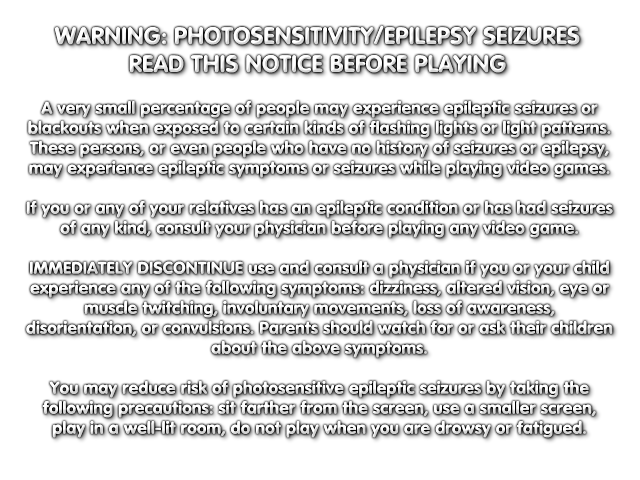 WARNING: PHOTOSENSITIVITY/EPILEPSY SEIZURES
READ THIS NOTICE BEFORE PLAYING
A very small percentage of people may experience epileptic seizures or
blackouts when exposed to certain kinds of flashing lights or light patterns.
These persons, or even people who have no history of seizures or epilepsy,
may experience epileptic symptoms or seizures while playing video games.
If you or any of your relatives has an epileptic condition or has had seizures
of any kind, consult your physician before playing any video game.
IMMEDIATELY DISCONTINUE use and consult a physician if you or your child
experience any of the following symptoms: dizziness, altered vision, eye or
muscle twitching, involuntary movements, loss of awareness,
disorientation, or convulsions. Parents should watch for or ask their children
about the above symptoms.
You may reduce risk of photosensitive epileptic seizures by taking the
following precautions: sit farther from the screen, use a smaller screen,
play in a well-lit room, do not play when you are drowsy or fatigued.